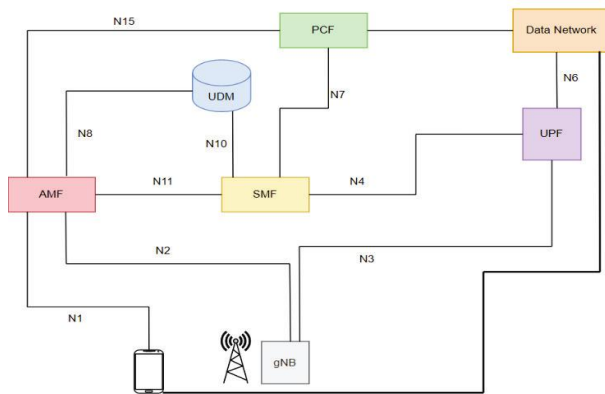 N15
PCF
Data Network
N6
UDM
N7
N8
N10
UPF
AMF
N11
SMF
N4
N2
N3
N1
gNB